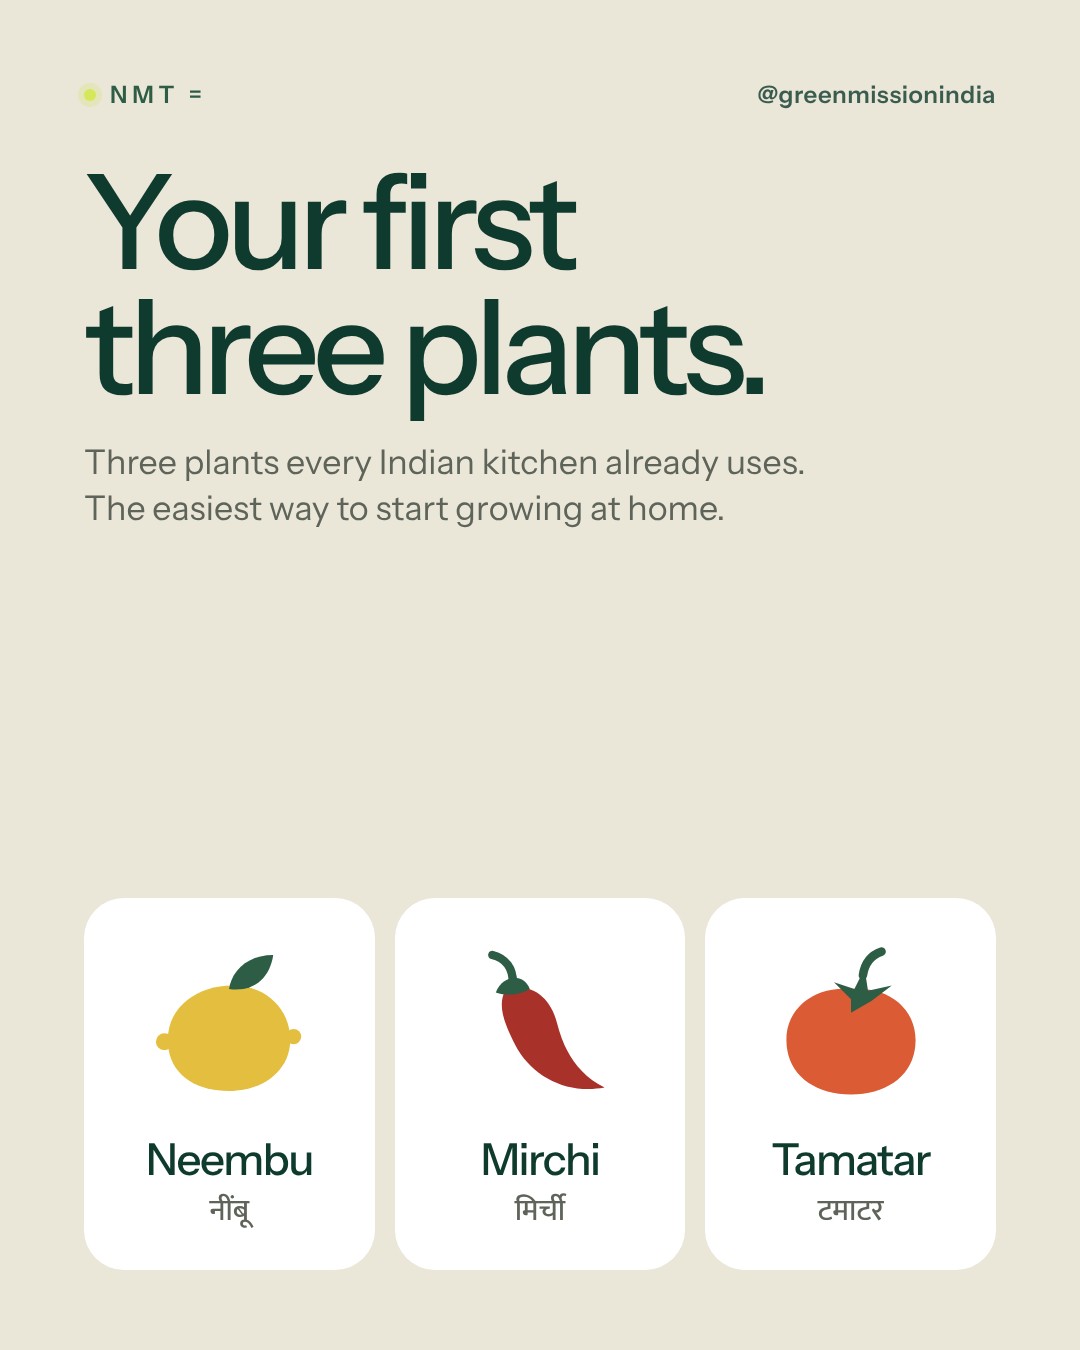 NMT =
@greenmissionindia
Your first
three plants.
Three plants every Indian kitchen already uses.
The easiest way to start growing at home.
Neembu
नींबू
Mirchi
मिर्ची
Tamatar
टमाटर